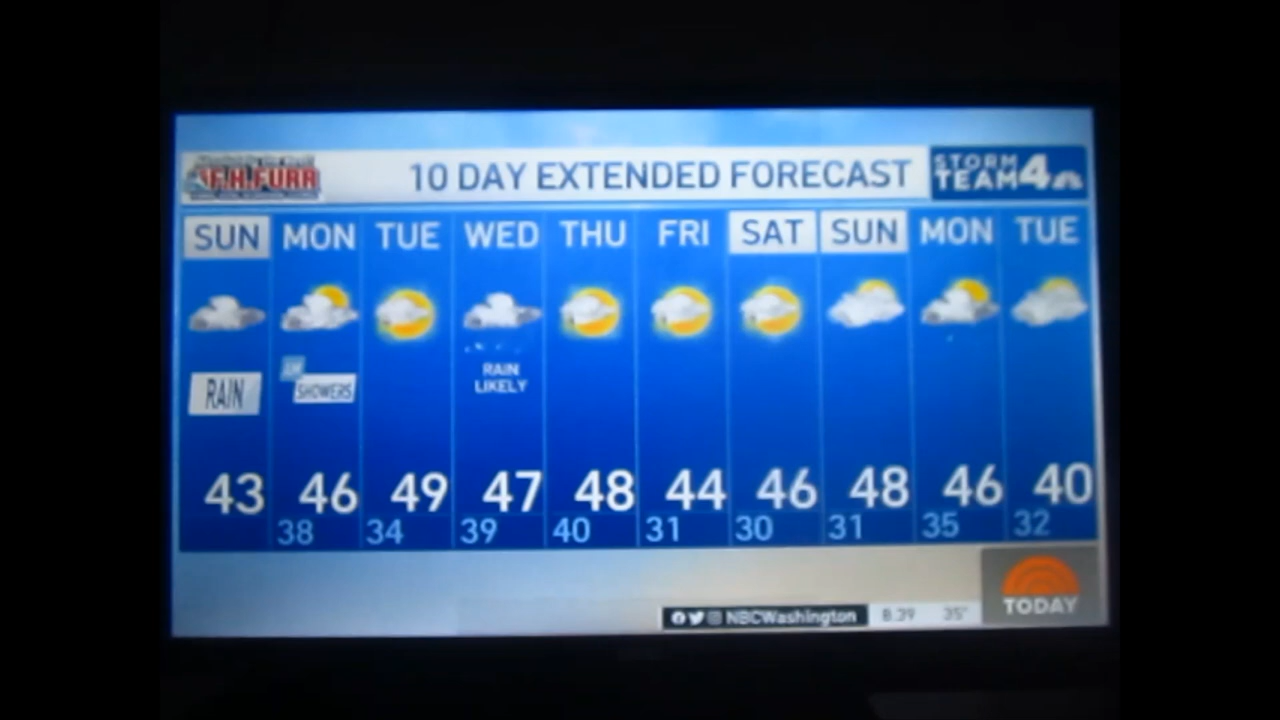 F.H. FURR
10 DAY EXTENDED FORECAST
STORM TEAM 4
SUN MON TUE WED THU FRI SAT SUN MON TUE
RAIN
AM SHOWERS
RAIN
LIKELY
43 46 49 47 48 44 46 48 46 40
38 34 39 40 31 30 31 35 32
TODAY
NBCWashington 8:39 35°